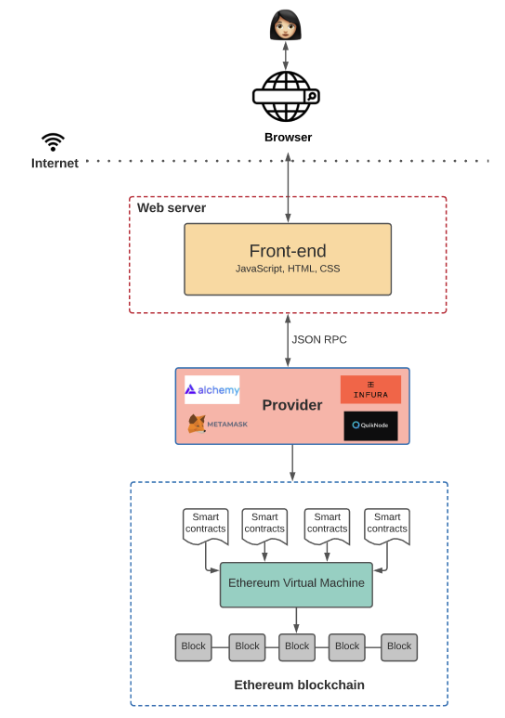 Browser
Internet
Web server
Front-end
JavaScript, HTML, CSS
JSON RPC
alchemy
INFURA
Provider
METAMASK
QuikNode
Smart
contracts
Smart
contracts
Smart
contracts
Smart
contracts
Ethereum Virtual Machine
Block
Block
Block
Block
Block
Ethereum blockchain